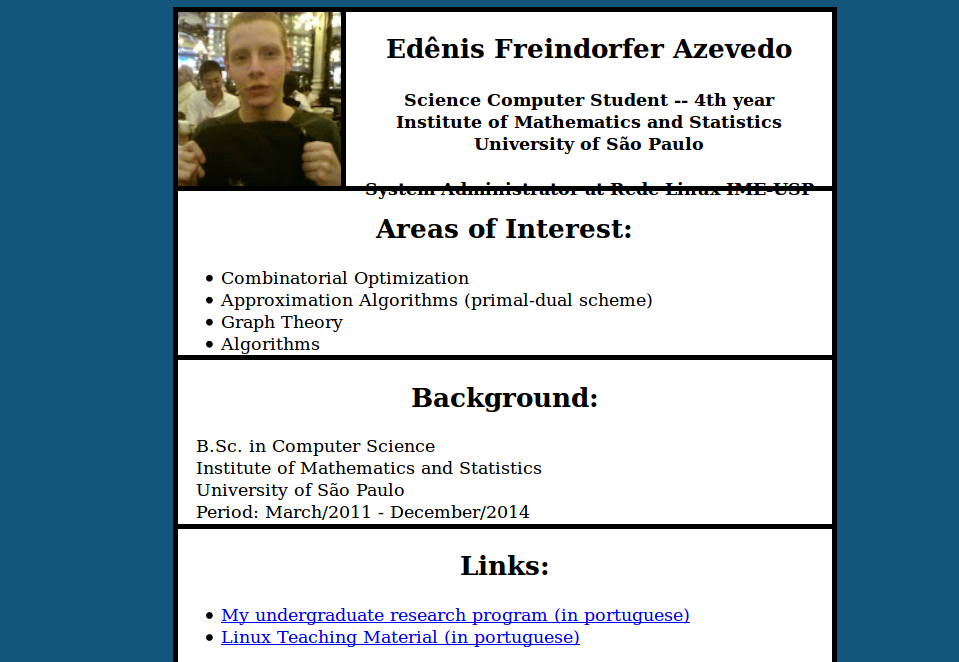 Edênis Freindorfer Azevedo
Science Computer Student -- 4th year
Institute of Mathematics and Statistics
University of São Paulo
System Administrator at Rede Linux IME-USP
Areas of Interest:
Combinatorial Optimization
Approximation Algorithms (primal-dual scheme)
Graph Theory
Algorithms
Background:
B.Sc. in Computer Science
Institute of Mathematics and Statistics
University of São Paulo
Period: March/2011 - December/2014
Links:
My undergraduate research program (in portuguese)
Linux Teaching Material (in portuguese)